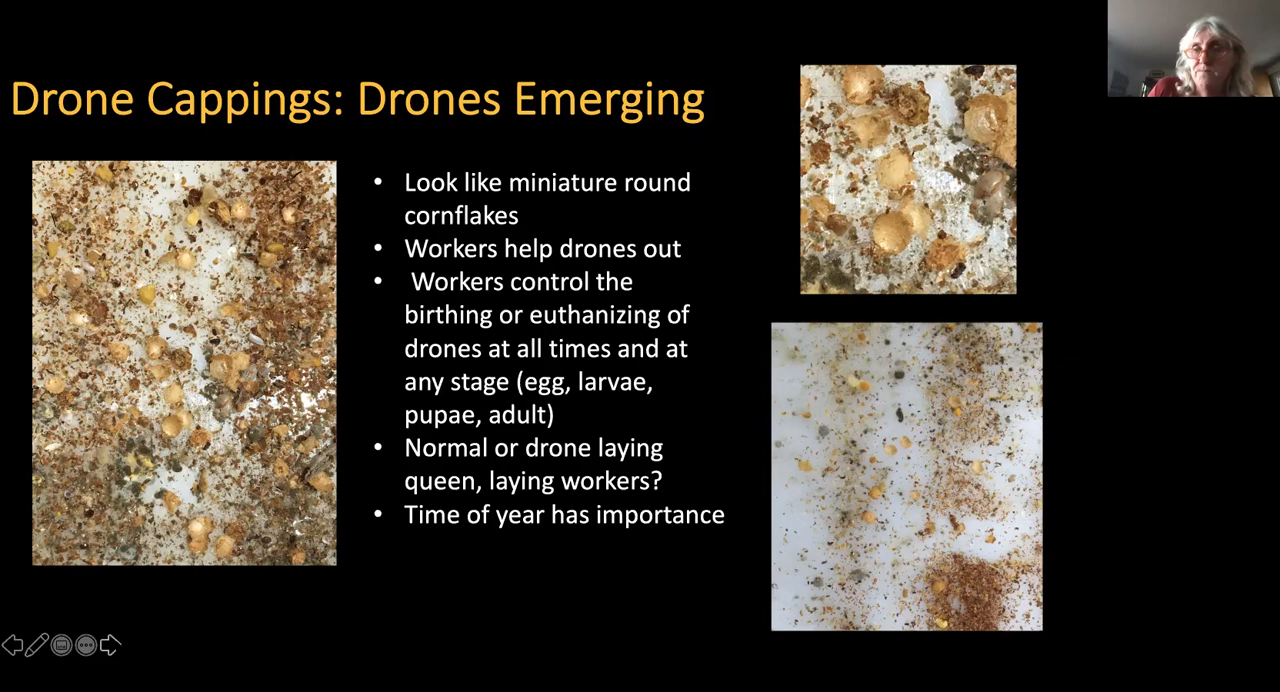 Drone Cappings: Drones Emerging
• Look like miniature round
cornflakes
• Workers help drones out
• Workers control the
birthing or euthanizing of
drones at all times and at
any stage (egg, larvae,
pupae, adult)
• Normal or drone laying
queen, laying workers?
• Time of year has importance